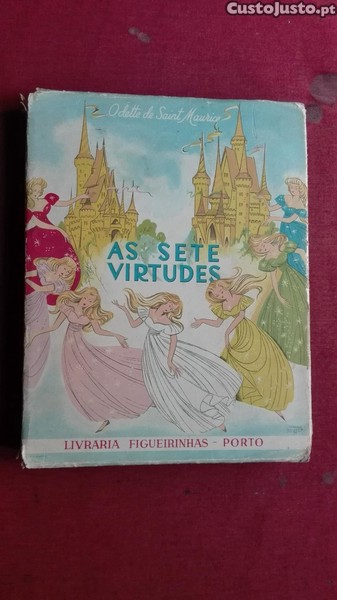 CustoJusto.pt
Odette de Saint Maurice
AS SETE
VIRTUDES
LIVRARIA FIGUEIRINHAS - PORTO